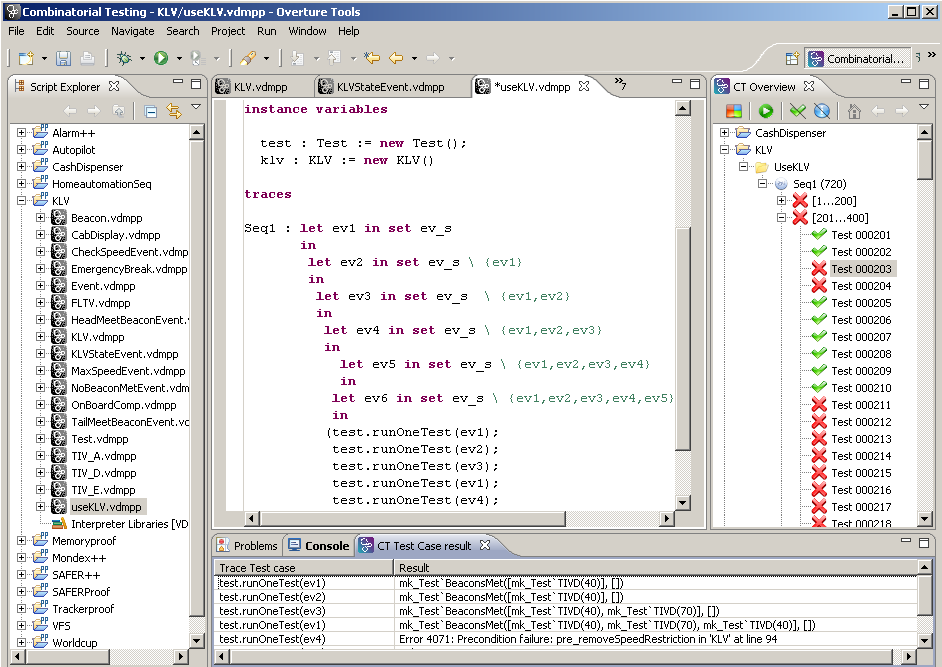 Combinatorial Testing - KLV/useKLV.vdmpp - Overture Tools
File Edit Source Navigate Search Project Run Window Help
Combinatorial...
Script Explorer
Alarm++
Autopilot
CashDispenser
HomeautomationSeq
KLV
Beacon.vdmpp
CabDisplay.vdmpp
CheckSpeedEvent.vdmpp
EmergencyBreak.vdmpp
Event.vdmpp
FLTV.vdmpp
HeadMeetBeaconEvent.
KLV.vdmpp
KLVStateEvent.vdmpp
MaxSpeedEvent.vdmpp
NoBeaconMetEvent.vdm
OnBoardComp.vdmpp
TailMeetBeaconEvent.vc
Test.vdmpp
TIV_A.vdmpp
TIV_D.vdmpp
TIV_E.vdmpp
useKLV.vdmpp
Interpreter Libraries [VD
Memoryproof
Mondex++
SAFER++
SAFERProof
Trackerproof
VFS
Worldcup
KLV.vdmpp
KLVStateEvent.vdmpp
*useKLV.vdmpp
»7
instance variables
test : Test := new Test();
klv : KLV := new KLV()
traces
Seq1 : let ev1 in set ev_s
in
let ev2 in set ev_s \ {ev1}
in
let ev3 in set ev_s \ {ev1,ev2}
in
let ev4 in set ev_s \ {ev1,ev2,ev3}
in
let ev5 in set ev_s \ {ev1,ev2,ev3,ev4}
in
let ev6 in set ev_s \ {ev1,ev2,ev3,ev4,ev5}
in
(test.runOneTest(ev1);
test.runOneTest(ev2);
test.runOneTest(ev3);
test.runOneTest(ev1);
test.runOneTest(ev4);
CT Overview
CashDispenser
KLV
UseKLV
Seq1 (720)
[1...200]
[201...400]
Test 000201
Test 000202
Test 000203
Test 000204
Test 000205
Test 000206
Test 000207
Test 000208
Test 000209
Test 000210
Test 000211
Test 000212
Test 000213
Test 000214
Test 000215
Test 000216
Test 000217
Test 000218
Problems Console CT Test Case result
Trace Test case Result
test.runOneTest(ev1) mk_Test`BeaconsMet([mk_Test`TIVD(40)], [])
test.runOneTest(ev2) mk_Test`BeaconsMet([mk_Test`TIVD(40)], [])
test.runOneTest(ev3) mk_Test`BeaconsMet([mk_Test`TIVD(40), mk_Test`TIVD(70)], [])
test.runOneTest(ev1) mk_Test`BeaconsMet([mk_Test`TIVD(40), mk_Test`TIVD(70), mk_Test`TIVD(40)], [])
test.runOneTest(ev4) Error 4071: Precondition failure: pre_removeSpeedRestriction in 'KLV' at line 94